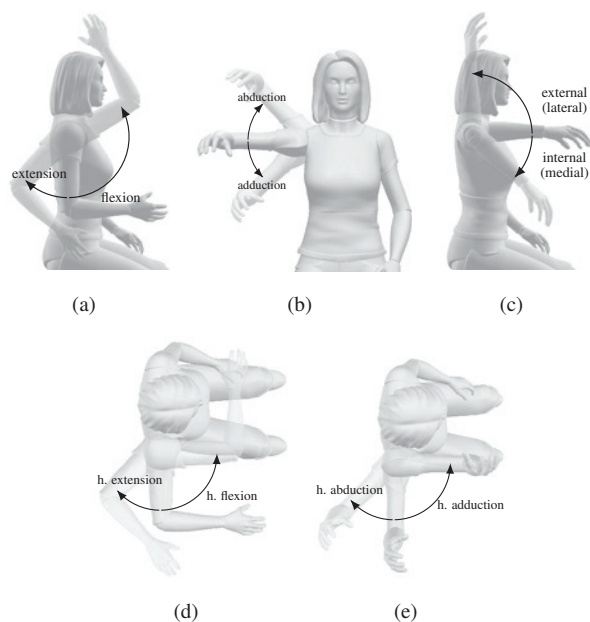 extension
flexion
abduction
adduction
external
(lateral)
internal
(medial)
(a)
(b)
(c)
h. extension
h. flexion
h. abduction
h. adduction
(d)
(e)